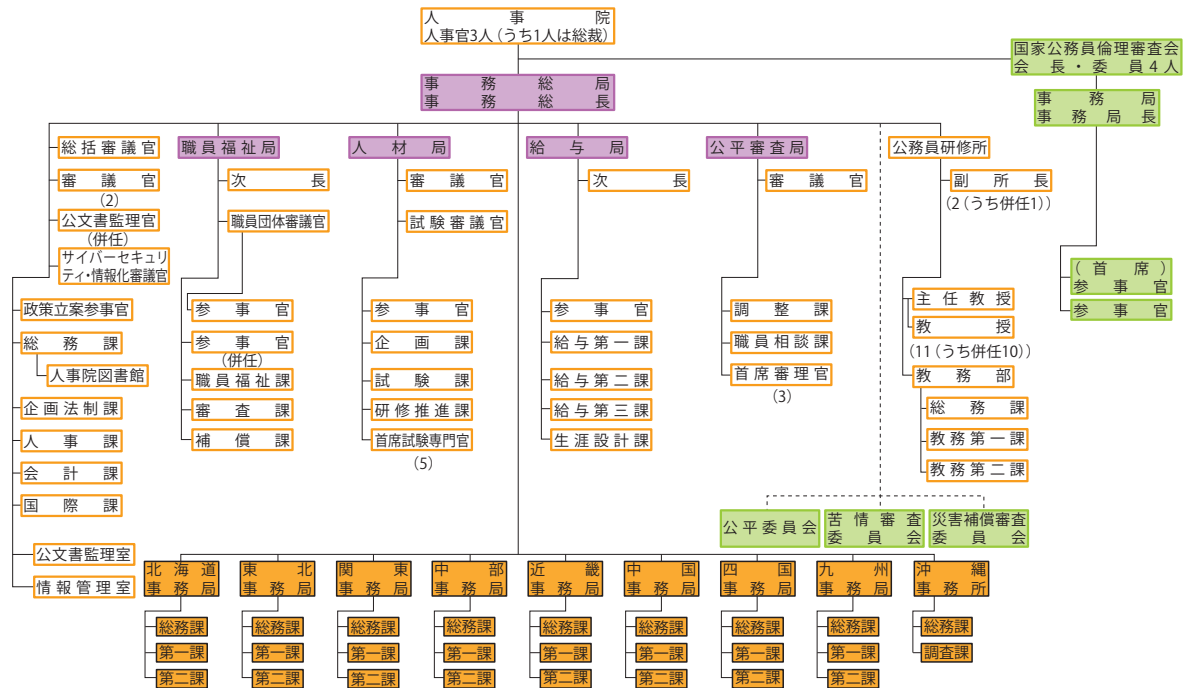 人事院
人事官3人(うち1人は総裁)
国家公務員倫理審査会
会長・委員4人
事務総局
事務総長
事務局
事務局長
総括審議官
審議官
(2)
公文書監理官
(併任)
サイバーセキュリ
ティ・情報化審議官
政策立案参事官
総務課
人事院図書館
企画法制課
人事課
会計課
国際課
公文書監理室
情報管理室
職員福祉局
次長
職員団体審議官
参事官
参事官
(併任)
職員福祉課
審査課
補償課
人材局
審議官
試験審議官
参事官
企画課
試験課
研修推進課
首席試験専門官
(5)
給与局
次長
参事官
給与第一課
給与第二課
給与第三課
生涯設計課
公平審査局
審議官
調整課
職員相談課
首席審理官
(3)
公務員研修所
副所長
(2(うち併任1))
主任教授
教授
(11(うち併任10))
教務部
総務課
教務第一課
教務第二課
(首席)
参事官
参事官
公平委員会
苦情審査
委員会
災害補償審査
委員会
北海道
事務局
総務課
第一課
第二課
東北
事務局
総務課
第一課
第二課
関東
事務局
総務課
第一課
第二課
中部
事務局
総務課
第一課
第二課
近畿
事務局
総務課
第一課
第二課
中国
事務局
総務課
第一課
第二課
四国
事務局
総務課
第一課
第二課
九州
事務局
総務課
第一課
第二課
沖縄
事務所
総務課
調査課